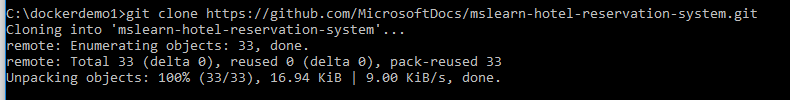 C:\dockerdemo1>git clone https://github.com/MicrosoftDocs/mslearn-hotel-reservation-system.git
Cloning into 'mslearn-hotel-reservation-system'...
remote: Enumerating objects: 33, done.
remote: Total 33 (delta 0), reused 0 (delta 0), pack-reused 33
Unpacking objects: 100% (33/33), 16.94 KiB | 9.00 KiB/s, done.